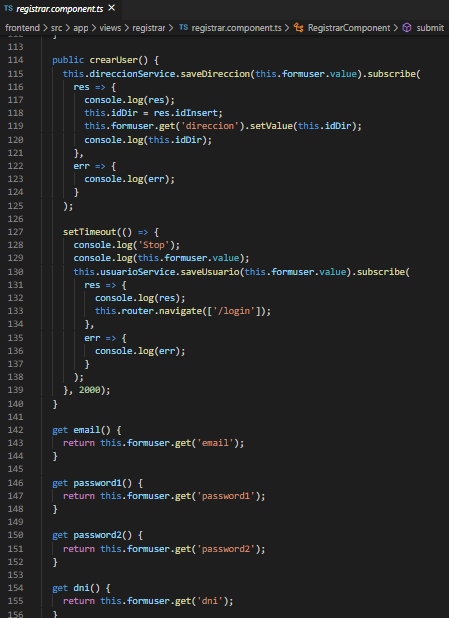 TS registrar.component.ts ×
frontend > src > app > views > registrar > TS registrar.component.ts > RegistrarComponent > submit
113
114 public crearUser() {
115 this.direccionService.saveDireccion(this.formuser.value).subscribe(
116 res => {
117 console.log(res);
118 this.idDir = res.idInsert;
119 this.formuser.get('direccion').setValue(this.idDir);
120 console.log(this.idDir);
121 },
122 err => {
123 console.log(err);
124 }
125 );
126
127 setTimeout(() => {
128 console.log('Stop');
129 console.log(this.formuser.value);
130 this.usuarioService.saveUsuario(this.formuser.value).subscribe(
131 res => {
132 console.log(res);
133 this.router.navigate(['/login']);
134 },
135 err => {
136 console.log(err);
137 }
138 );
139 }, 2000);
140 }
141
142 get email() {
143 return this.formuser.get('email');
144 }
145
146 get password1() {
147 return this.formuser.get('password1');
148 }
149
150 get password2() {
151 return this.formuser.get('password2');
152 }
153
154 get dni() {
155 return this.formuser.get('dni');
156 }